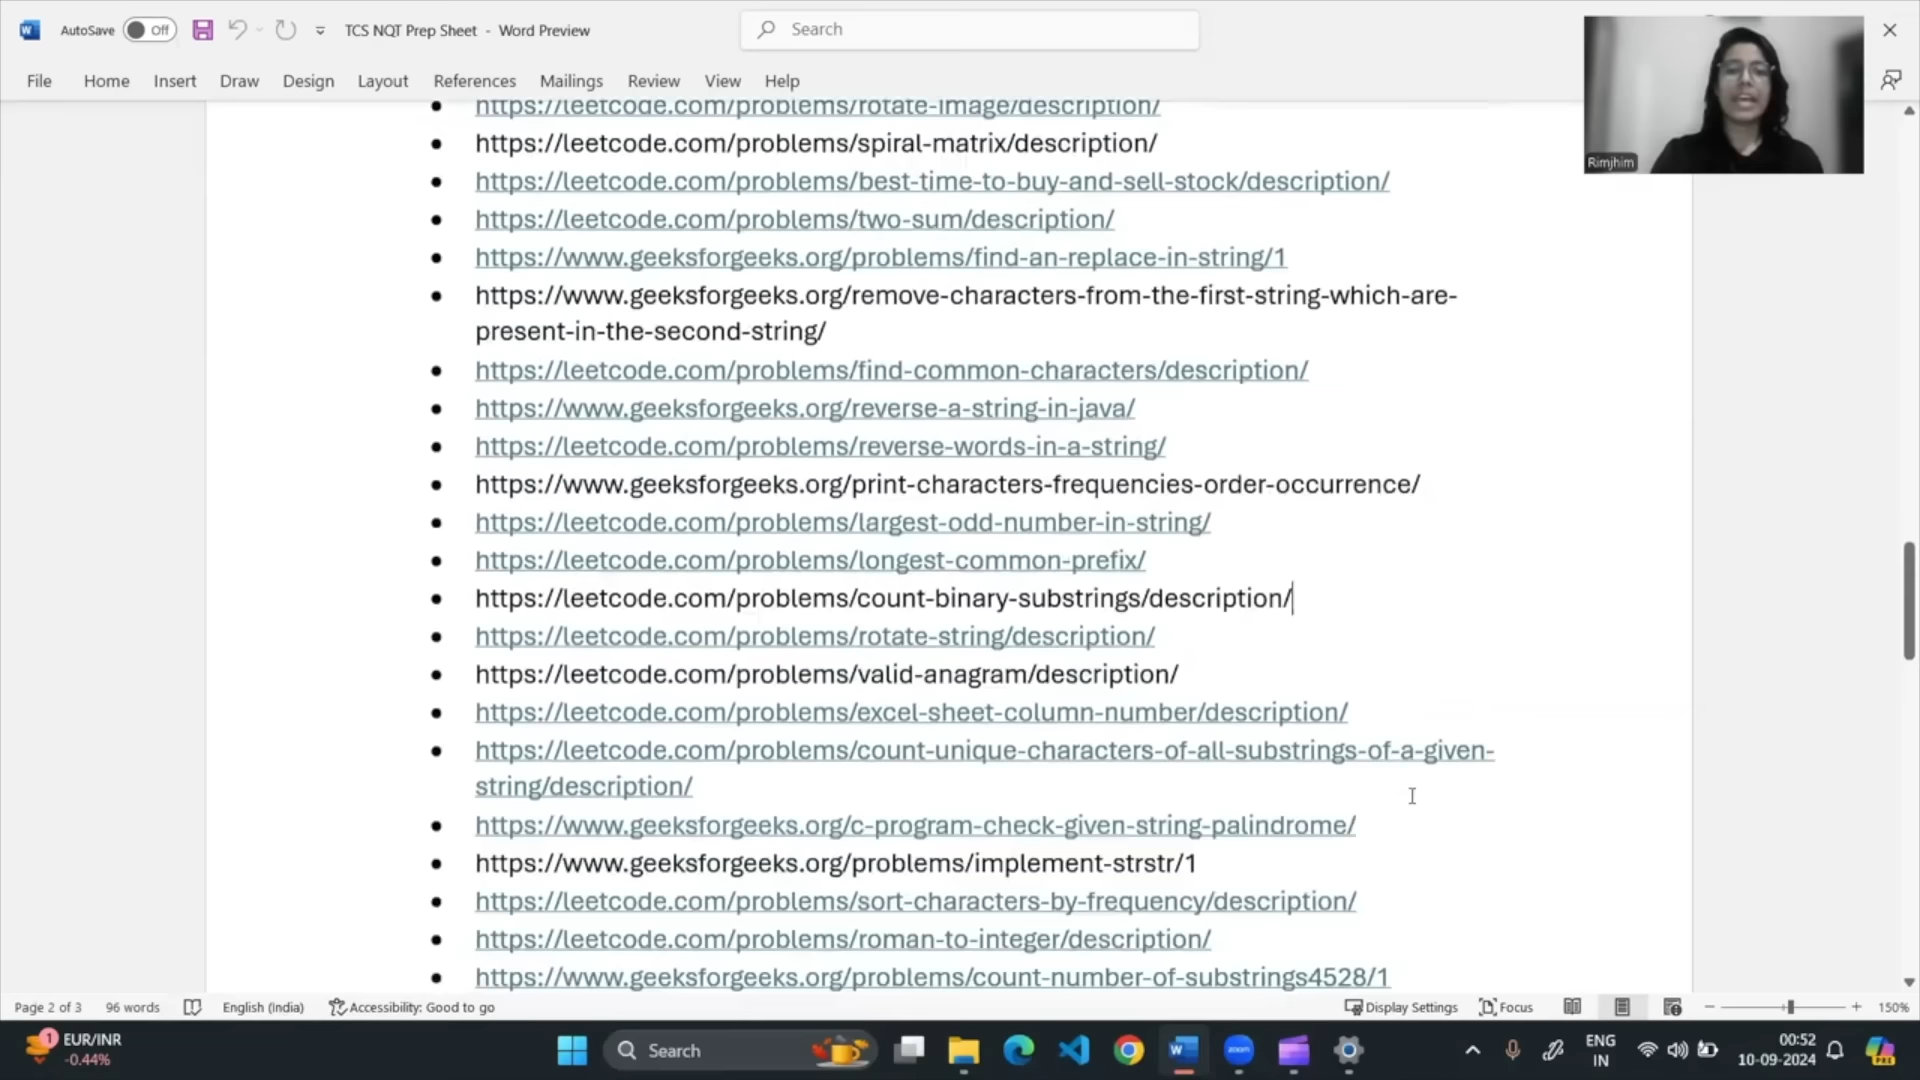 AutoSave Off TCS NQT Prep Sheet - Word Preview Search
File Home Insert Draw Design Layout References Mailings Review View Help
https://leetcode.com/problems/rotate-image/description/
https://leetcode.com/problems/spiral-matrix/description/
https://leetcode.com/problems/best-time-to-buy-and-sell-stock/description/
https://leetcode.com/problems/two-sum/description/
https://www.geeksforgeeks.org/problems/find-an-replace-in-string/1
https://www.geeksforgeeks.org/remove-characters-from-the-first-string-which-are-
present-in-the-second-string/
https://leetcode.com/problems/find-common-characters/description/
https://www.geeksforgeeks.org/reverse-a-string-in-java/
https://leetcode.com/problems/reverse-words-in-a-string/
https://www.geeksforgeeks.org/print-characters-frequencies-order-occurrence/
https://leetcode.com/problems/largest-odd-number-in-string/
https://leetcode.com/problems/longest-common-prefix/
https://leetcode.com/problems/count-binary-substrings/description/
https://leetcode.com/problems/rotate-string/description/
https://leetcode.com/problems/valid-anagram/description/
https://leetcode.com/problems/excel-sheet-column-number/description/
https://leetcode.com/problems/count-unique-characters-of-all-substrings-of-a-given-
string/description/
https://www.geeksforgeeks.org/c-program-check-given-string-palindrome/
https://www.geeksforgeeks.org/problems/implement-strstr/1
https://leetcode.com/problems/sort-characters-by-frequency/description/
https://leetcode.com/problems/roman-to-integer/description/
https://www.geeksforgeeks.org/problems/count-number-of-substrings4528/1
Rimjhim
Page 2 of 3 96 words English (India) Accessibility: Good to go Display Settings Focus 150%
1 EUR/INR
-0.44%
Search
zoom
ENG
IN
00:52
10-09-2024
PRE